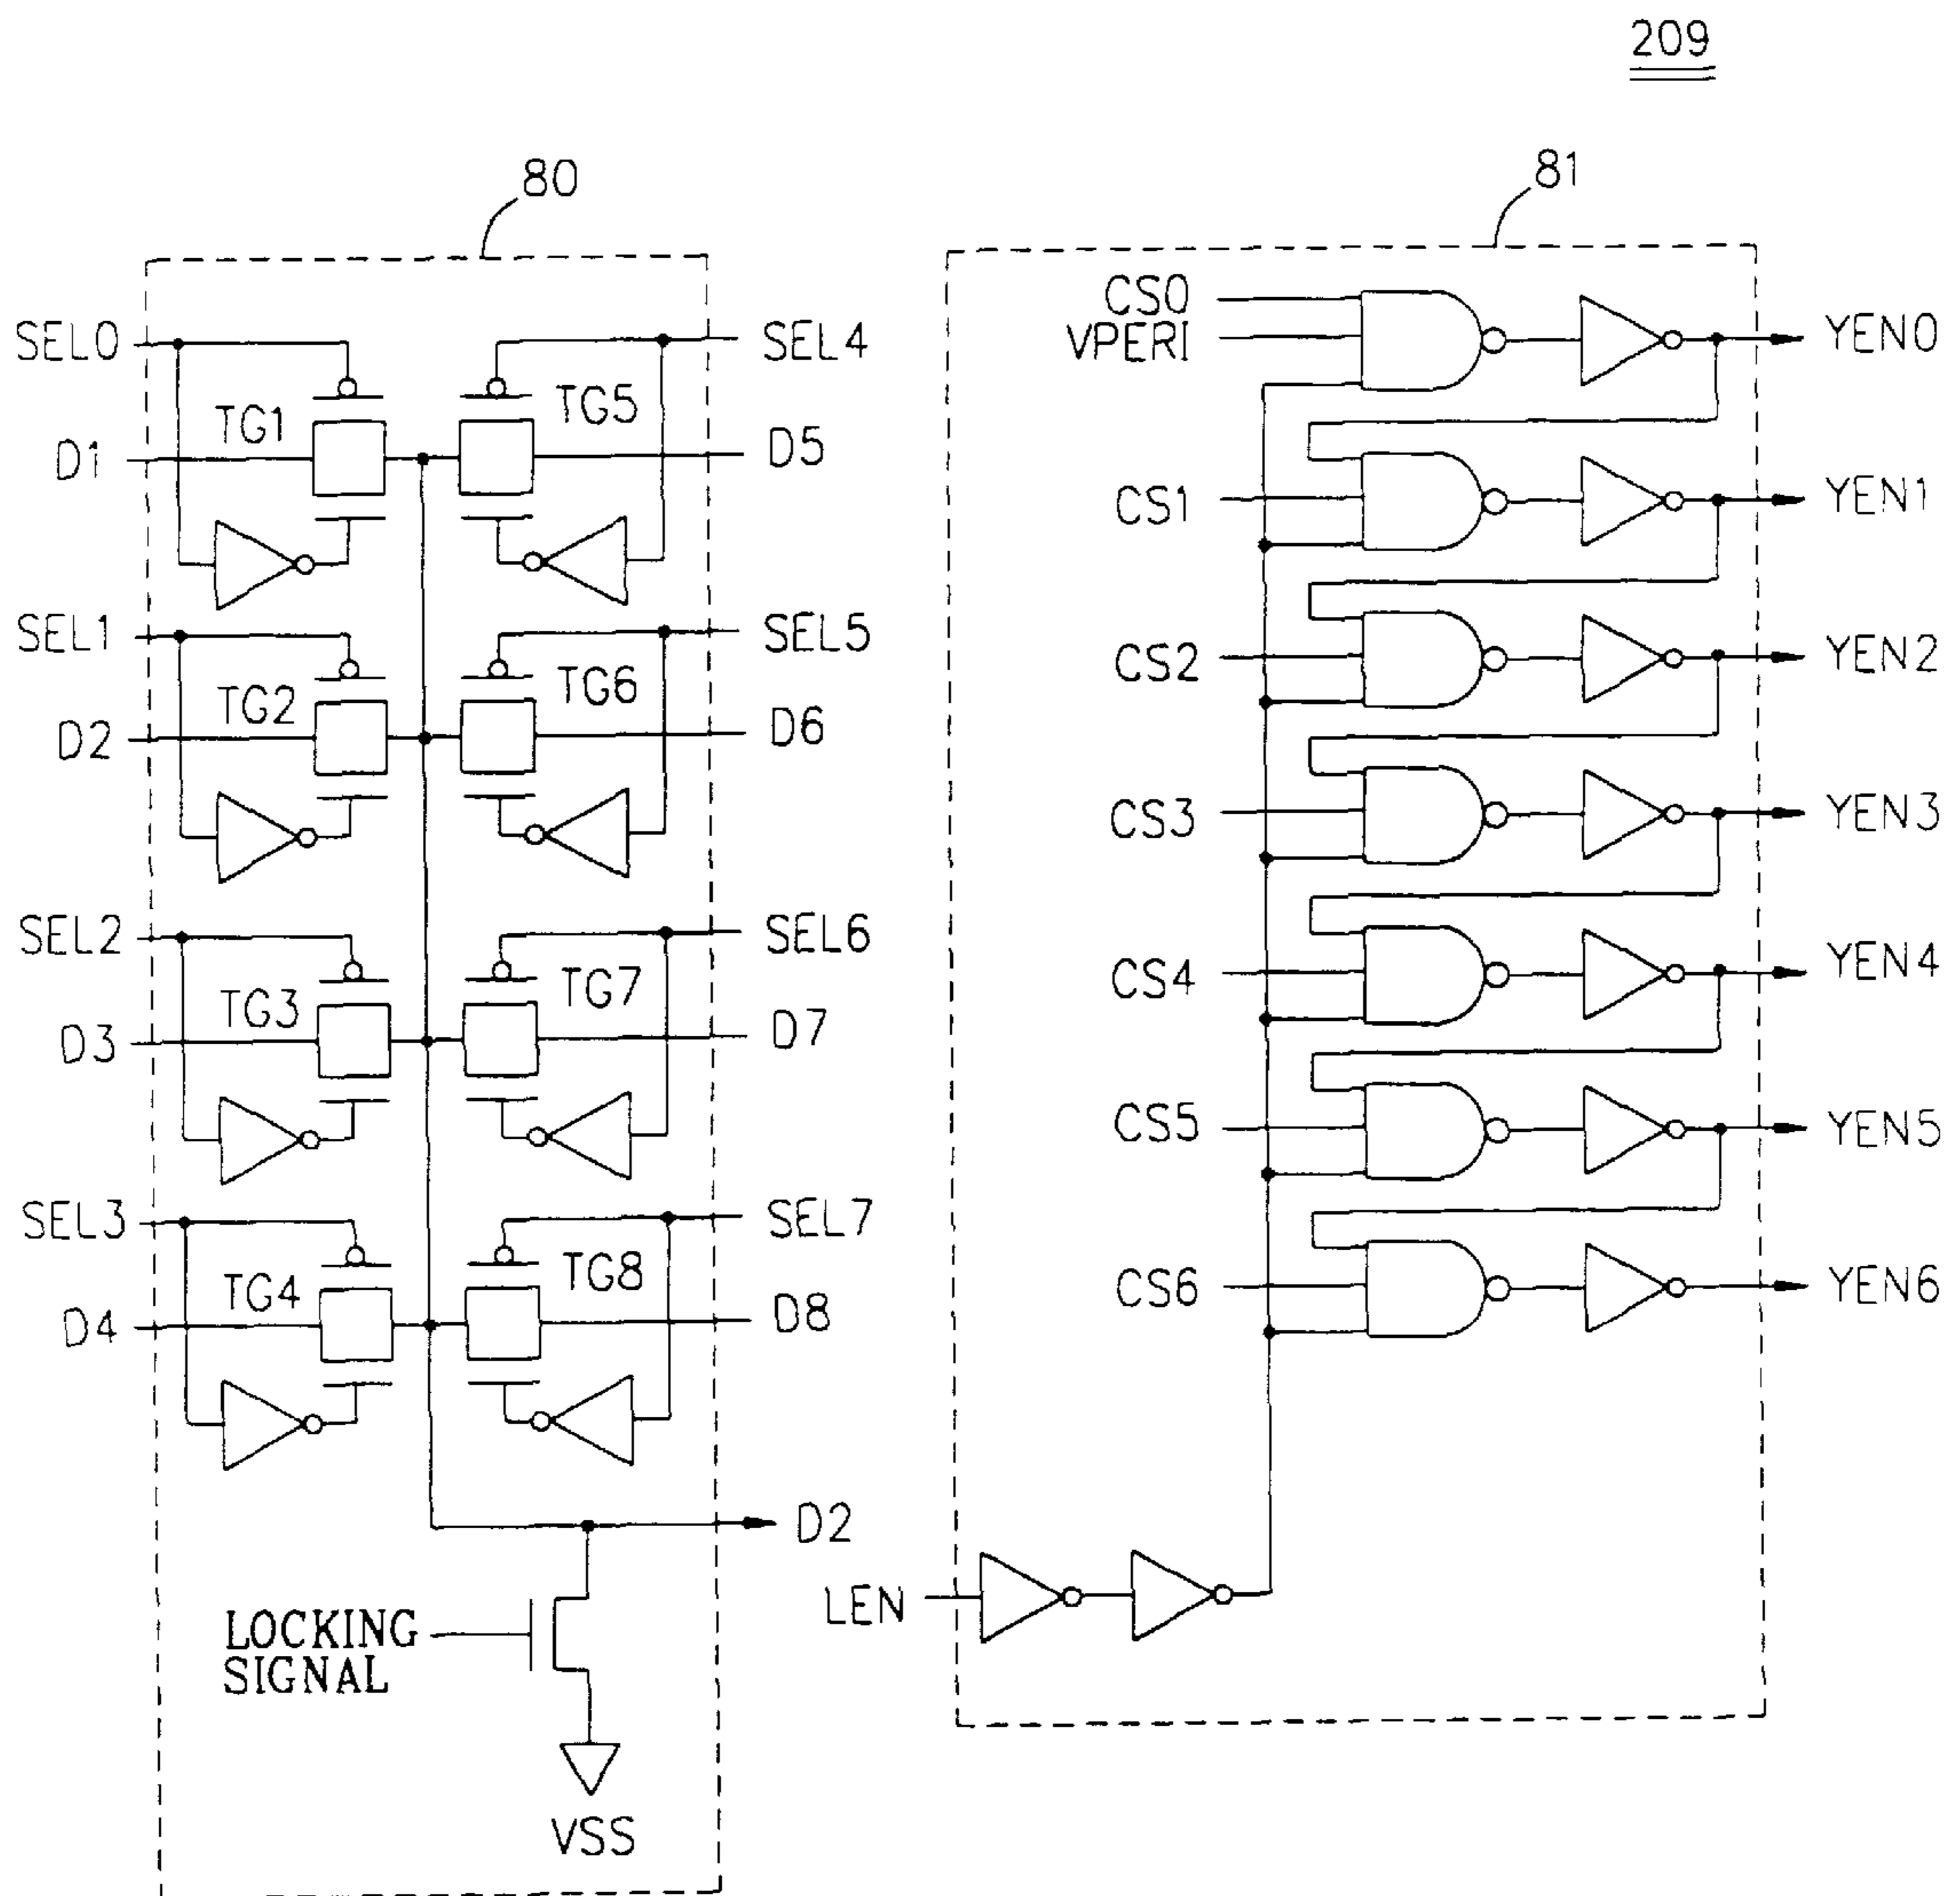 209
80
81
SEL0
SEL4
TG1
TG5
D1
D5
SEL1
SEL5
TG2
TG6
D2
D6
SEL2
SEL6
TG3
TG7
D3
D7
SEL3
SEL7
TG4
TG8
D4
D8
D2
LOCKING
SIGNAL
VSS
CS0
VPERI
YEN0
CS1
YEN1
CS2
YEN2
CS3
YEN3
CS4
YEN4
CS5
YEN5
CS6
YEN6
LEN